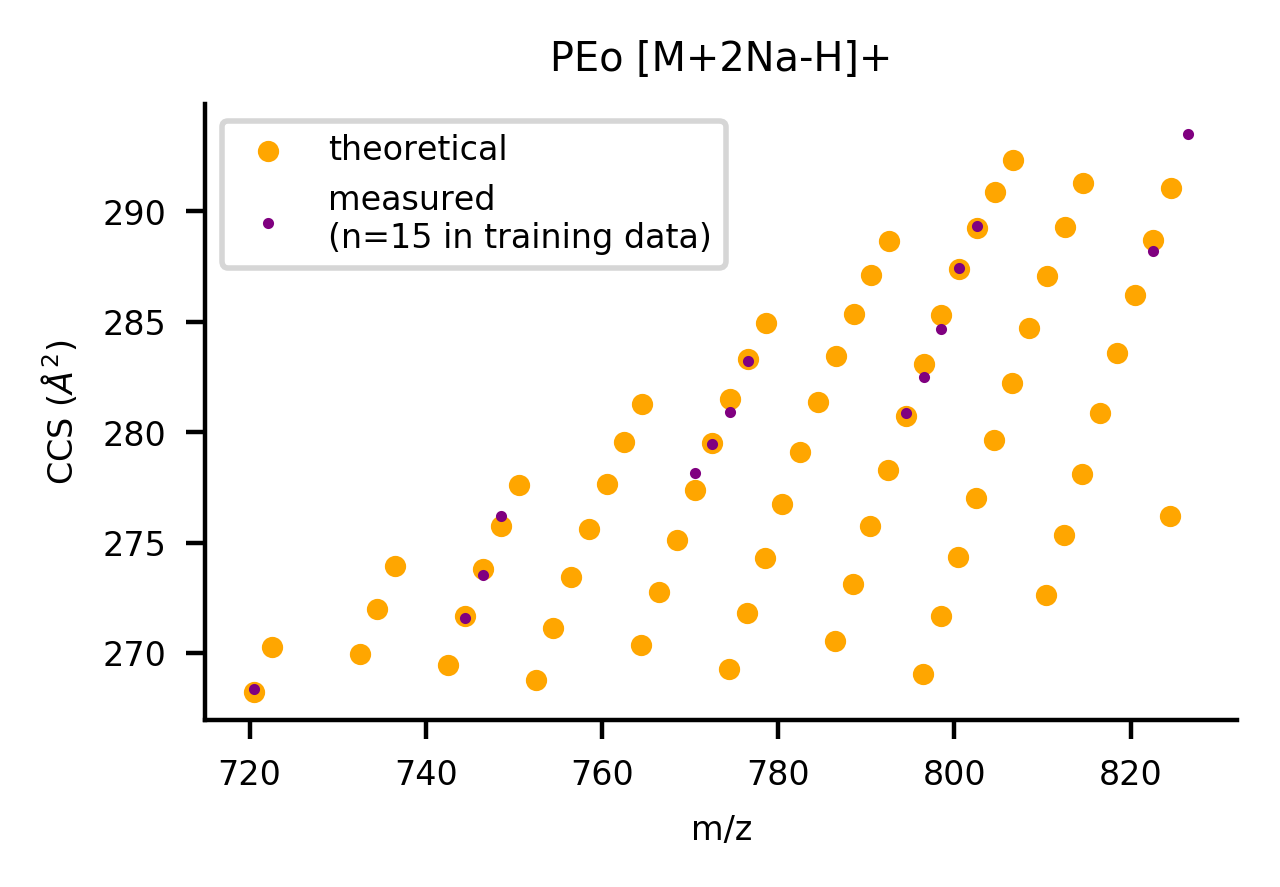 PEo [M+2Na-H]+
theoretical
measured
(n=15 in training data)
290
285
280
275
270
CCS (Å²)
720 740 760 780 800 820
m/z